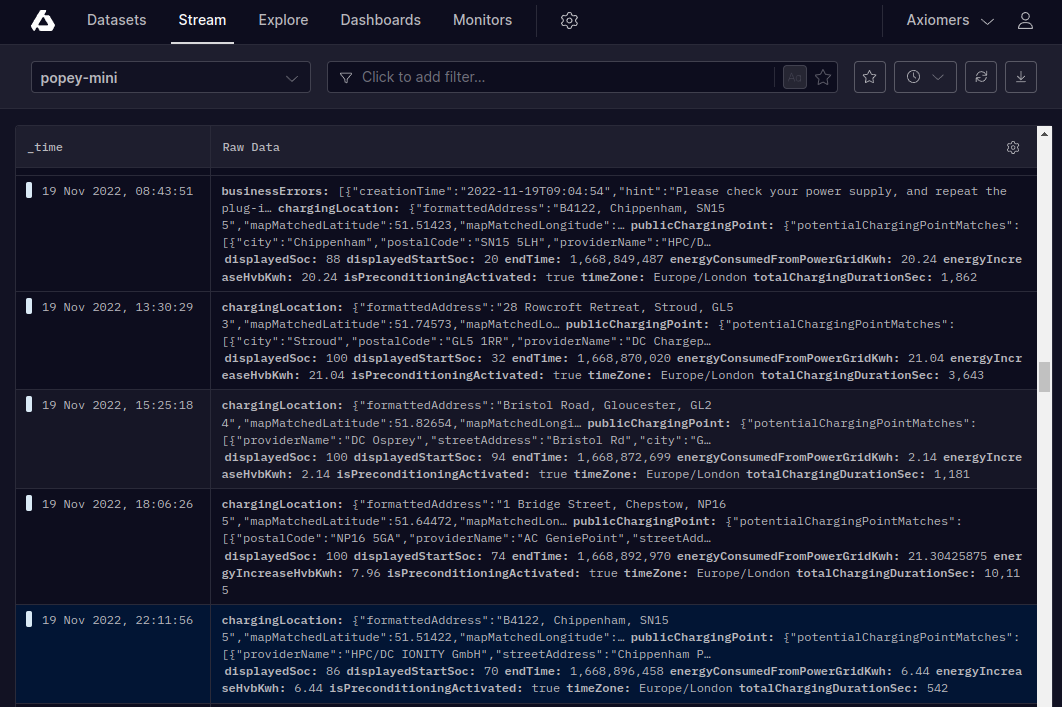 Datasets Stream Explore Dashboards Monitors Axiomers
popey-mini Click to add filter... Aa
_time Raw Data
19 Nov 2022, 08:43:51 businessErrors: [{"creationTime":"2022-11-19T09:04:54","hint":"Please check your power supply, and repeat the
plug-i… chargingLocation: {"formattedAddress":"B4122, Chippenham, SN15
5","mapMatchedLatitude":51.51423,"mapMatchedLongitude":… publicChargingPoint: {"potentialChargingPointMatches":
[{"city":"Chippenham","postalCode":"SN15 5LH","providerName":"HPC/D…
displayedSoc: 88 displayedStartSoc: 20 endTime: 1,668,849,487 energyConsumedFromPowerGridKwh: 20.24 energyIncre
aseHvbKwh: 20.24 isPreconditioningActivated: true timeZone: Europe/London totalChargingDurationSec: 1,862
19 Nov 2022, 13:30:29 chargingLocation: {"formattedAddress":"28 Rowcroft Retreat, Stroud, GL5
3","mapMatchedLatitude":51.74573,"mapMatchedLo… publicChargingPoint: {"potentialChargingPointMatches":
[{"city":"Stroud","postalCode":"GL5 1RR","providerName":"DC Chargep…
displayedSoc: 100 displayedStartSoc: 32 endTime: 1,668,870,020 energyConsumedFromPowerGridKwh: 21.04 energyIncr
easeHvbKwh: 21.04 isPreconditioningActivated: true timeZone: Europe/London totalChargingDurationSec: 3,643
19 Nov 2022, 15:25:18 chargingLocation: {"formattedAddress":"Bristol Road, Gloucester, GL2
4","mapMatchedLatitude":51.82654,"mapMatchedLongi… publicChargingPoint: {"potentialChargingPointMatches":
[{"providerName":"DC Osprey","streetAddress":"Bristol Rd","city":"G…
displayedSoc: 100 displayedStartSoc: 94 endTime: 1,668,872,699 energyConsumedFromPowerGridKwh: 2.14 energyIncre
aseHvbKwh: 2.14 isPreconditioningActivated: true timeZone: Europe/London totalChargingDurationSec: 1,181
19 Nov 2022, 18:06:26 chargingLocation: {"formattedAddress":"1 Bridge Street, Chepstow, NP16
5","mapMatchedLatitude":51.64472,"mapMatchedLon… publicChargingPoint: {"potentialChargingPointMatches":
[{"postalCode":"NP16 5GA","providerName":"AC GeniePoint","streetAdd…
displayedSoc: 100 displayedStartSoc: 74 endTime: 1,668,892,970 energyConsumedFromPowerGridKwh: 21.30425875 ener
gyIncreaseHvbKwh: 7.96 isPreconditioningActivated: true timeZone: Europe/London totalChargingDurationSec: 10,11
5
19 Nov 2022, 22:11:56 chargingLocation: {"formattedAddress":"B4122, Chippenham, SN15
5","mapMatchedLatitude":51.51422,"mapMatchedLongitude":… publicChargingPoint: {"potentialChargingPointMatches":
[{"providerName":"HPC/DC IONITY GmbH","streetAddress":"Chippenham P…
displayedSoc: 86 displayedStartSoc: 70 endTime: 1,668,896,458 energyConsumedFromPowerGridKwh: 6.44 energyIncrea
seHvbKwh: 6.44 isPreconditioningActivated: true timeZone: Europe/London totalChargingDurationSec: 542